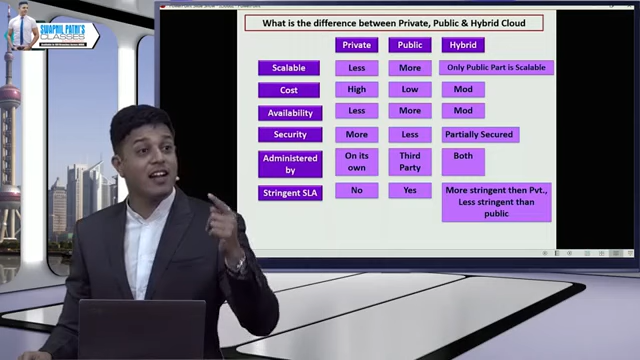 SWAPNIL PATNI'S
CLASSES
What is the difference between Private, Public & Hybrid Cloud
Private Public Hybrid
Scalable Less More Only Public Part is Scalable
Cost High Low Mod
Availability Less More Mod
Security More Less Partially Secured
Administered by On its own Third Party Both
Stringent SLA No Yes More stringent then Pvt., Less stringent than public